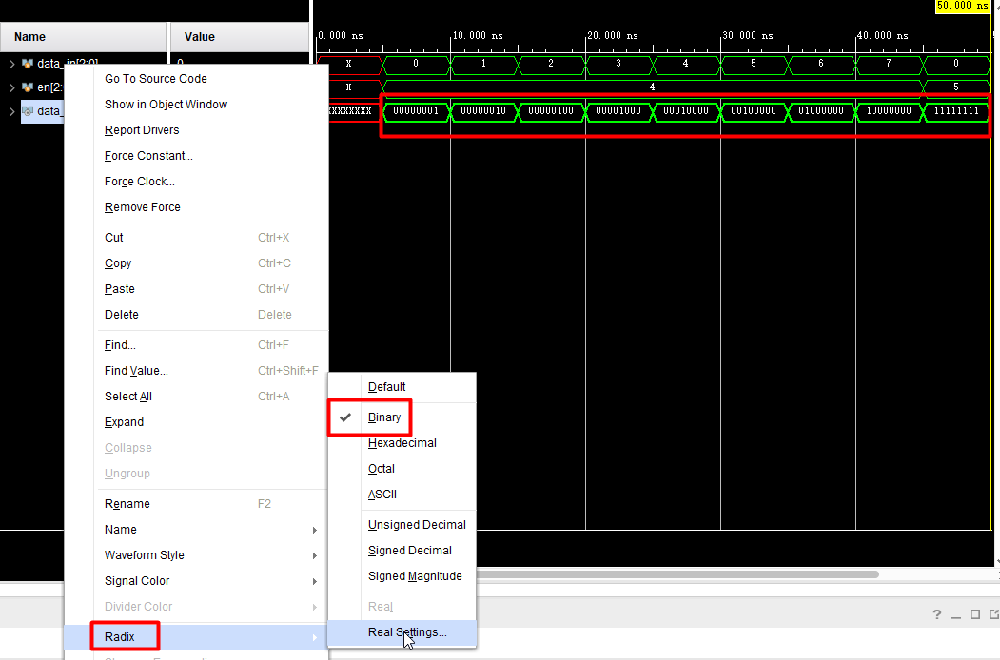 50.000 ns
Name Value
0.000 ns 10.000 ns 20.000 ns 30.000 ns 40.000 ns
data_in[2:0] 0 X 0 1 2 3 4 5 6 7 0
en[2: X 4 5
data_ XXXXXXXX 00000001 00000010 00000100 00001000 00010000 00100000 01000000 10000000 11111111
Go To Source Code
Show in Object Window
Report Drivers
Force Constant...
Force Clock...
Remove Force
Cut Ctrl+X
Copy Ctrl+C
Paste Ctrl+V
Delete Delete
Find... Ctrl+F
Find Value... Ctrl+Shift+F
Select All Ctrl+A
Expand
Collapse
Ungroup
Rename F2
Name
Waveform Style
Signal Color
Divider Color
Radix
Default
Binary
Hexadecimal
Octal
ASCII
Unsigned Decimal
Signed Decimal
Signed Magnitude
Real
Real Settings...
?